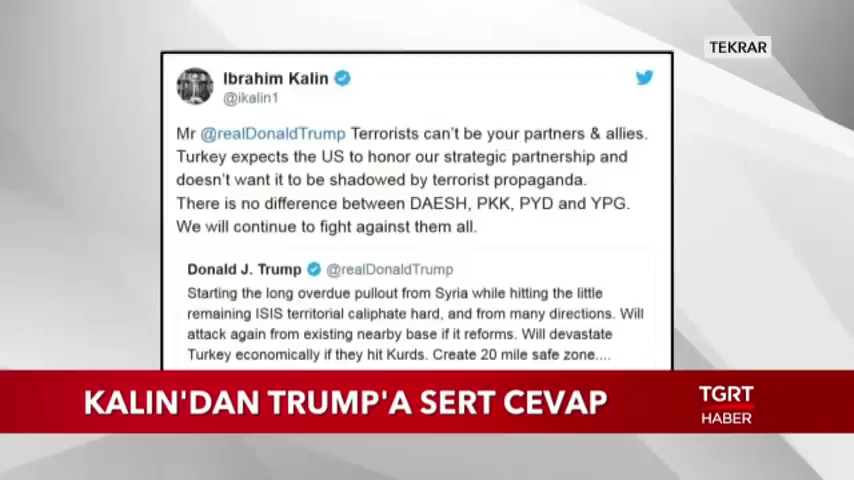 TEKRAR
Ibrahim Kalin
@ikalin1
Mr @realDonaldTrump Terrorists can't be your partners & allies.
Turkey expects the US to honor our strategic partnership and
doesn't want it to be shadowed by terrorist propaganda.
There is no difference between DAESH, PKK, PYD and YPG.
We will continue to fight against them all.
Donald J. Trump @realDonaldTrump
Starting the long overdue pullout from Syria while hitting the little
remaining ISIS territorial caliphate hard, and from many directions. Will
attack again from existing nearby base if it reforms. Will devastate
Turkey economically if they hit Kurds. Create 20 mile safe zone....
KALIN'DAN TRUMP'A SERT CEVAP
TGRT
HABER